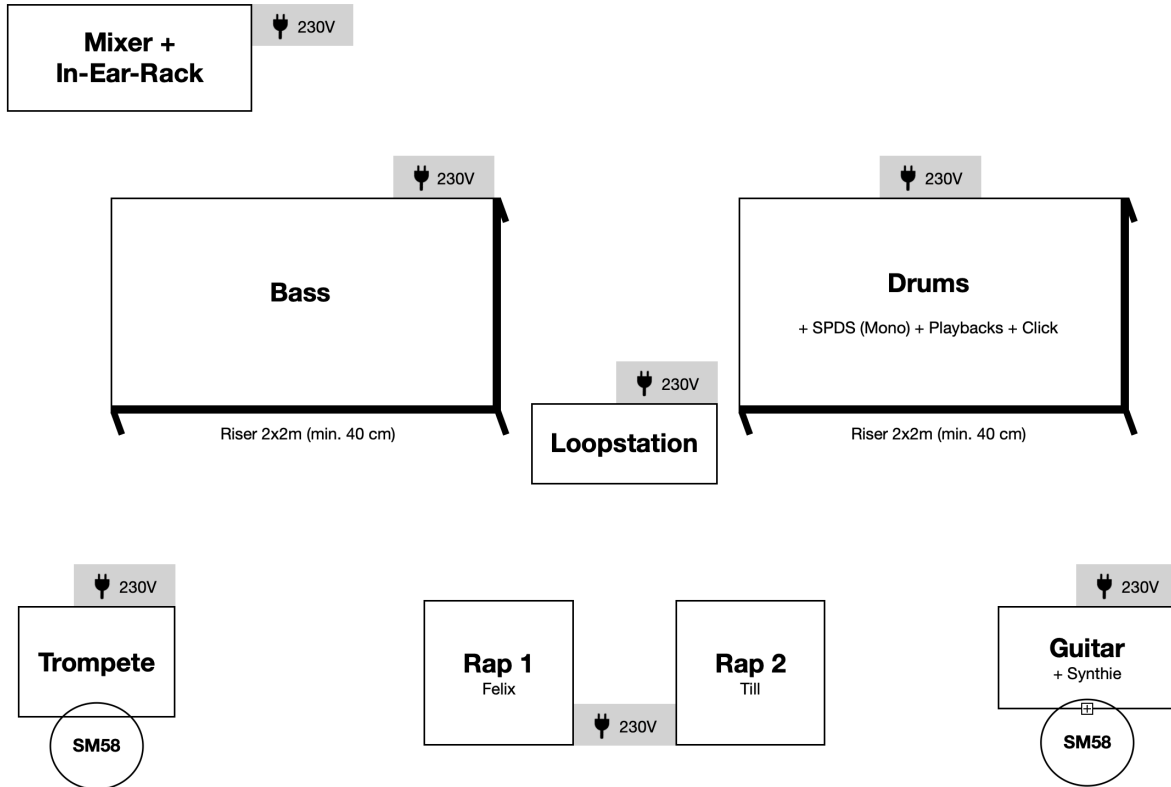 Mixer +
In-Ear-Rack
230V
230V
230V
Bass
Drums
+ SPDS (Mono) + Playbacks + Click
230V
Riser 2x2m (min. 40 cm)
Loopstation
Riser 2x2m (min. 40 cm)
230V
230V
Trompete
Rap 1
Felix
Rap 2
Till
Guitar
+ Synthie
230V
SM58
SM58